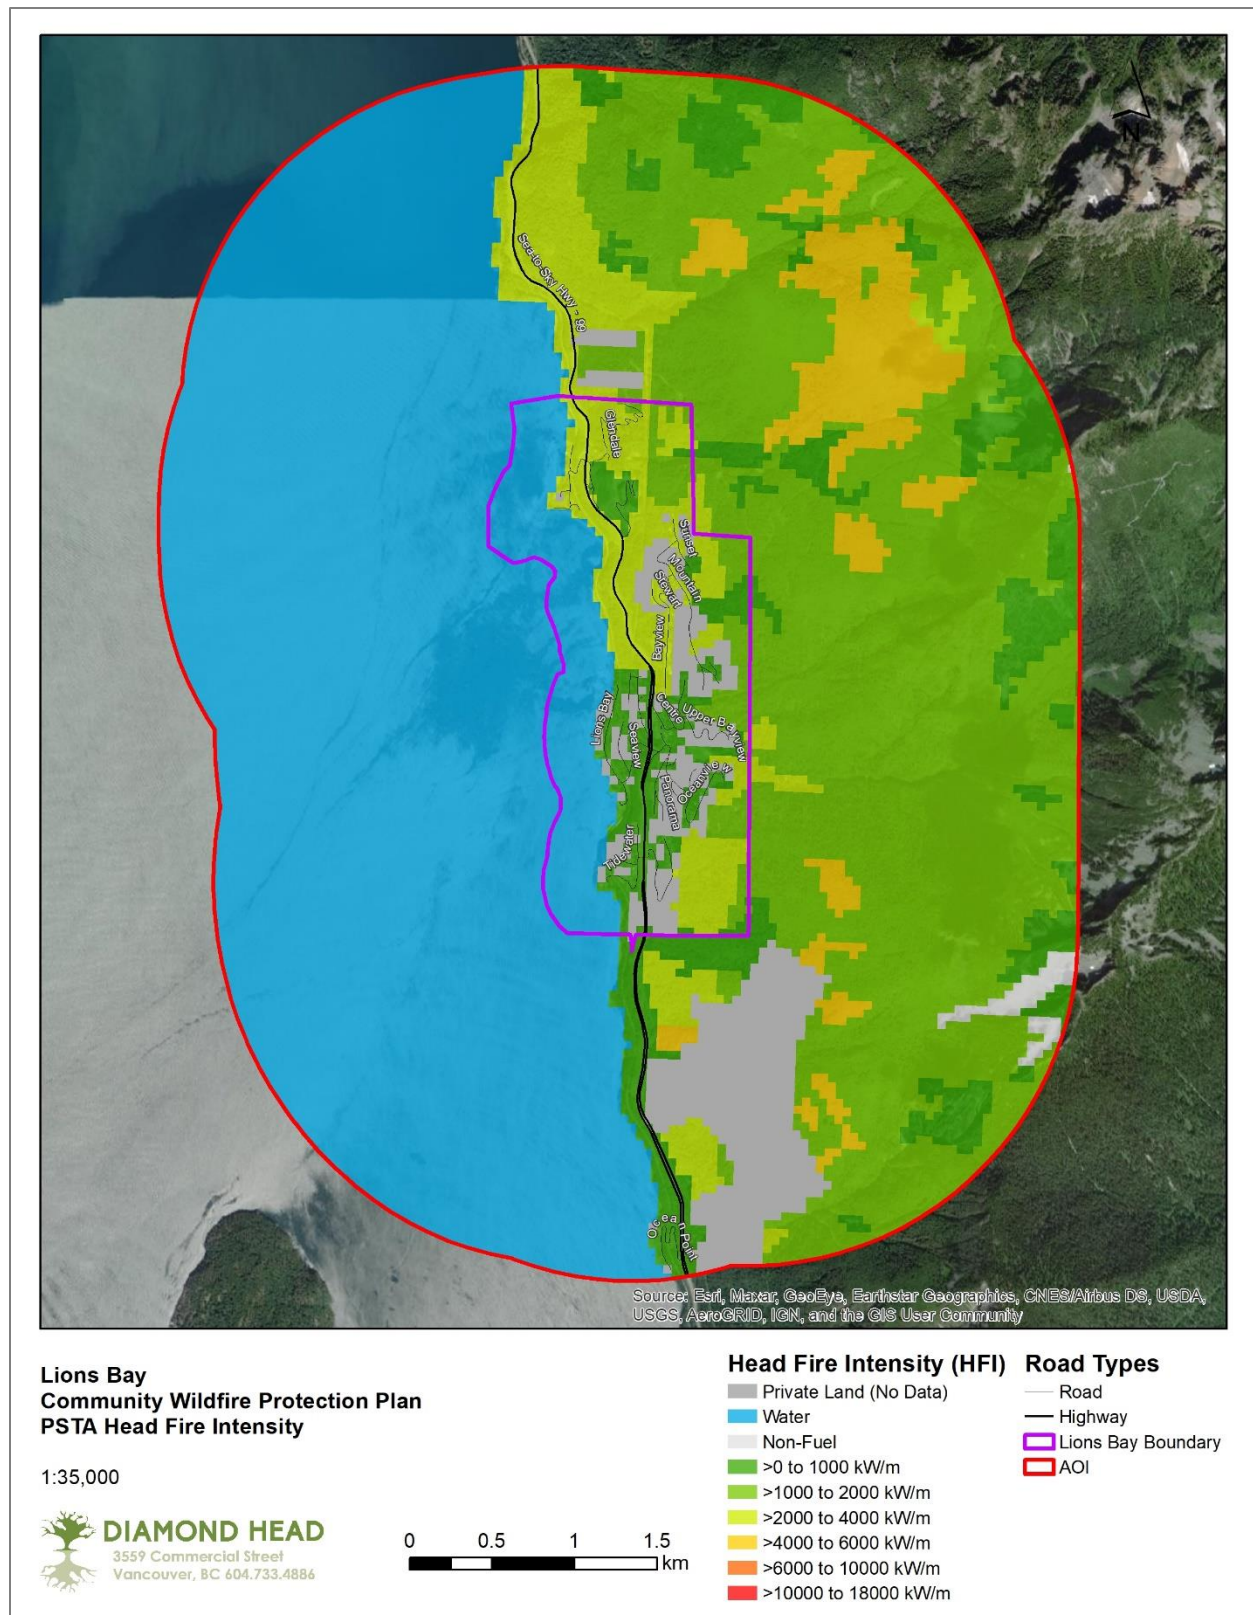 N
Sea-to-Sky Hwy - 99
Glendale
Sunset
Mountain
Stewart
Bayview
Lions Bay
Seaview
Centre
Upper Bayview
Oceanview
Panorama
Tidewater
Ocean Point
Source: Esri, Maxar, GeoEye, Earthstar Geographics, CNES/Airbus DS, USDA,
USGS, AeroGRID, IGN, and the GIS User Community
Lions Bay
Community Wildfire Protection Plan
PSTA Head Fire Intensity
1:35,000
DIAMOND HEAD
3559 Commercial Street
Vancouver, BC 604.733.4886
0 0.5 1 1.5
km
Head Fire Intensity (HFI)
Private Land (No Data)
Water
Non-Fuel
>0 to 1000 kW/m
>1000 to 2000 kW/m
>2000 to 4000 kW/m
>4000 to 6000 kW/m
>6000 to 10000 kW/m
>10000 to 18000 kW/m
Road Types
Road
Highway
Lions Bay Boundary
AOI